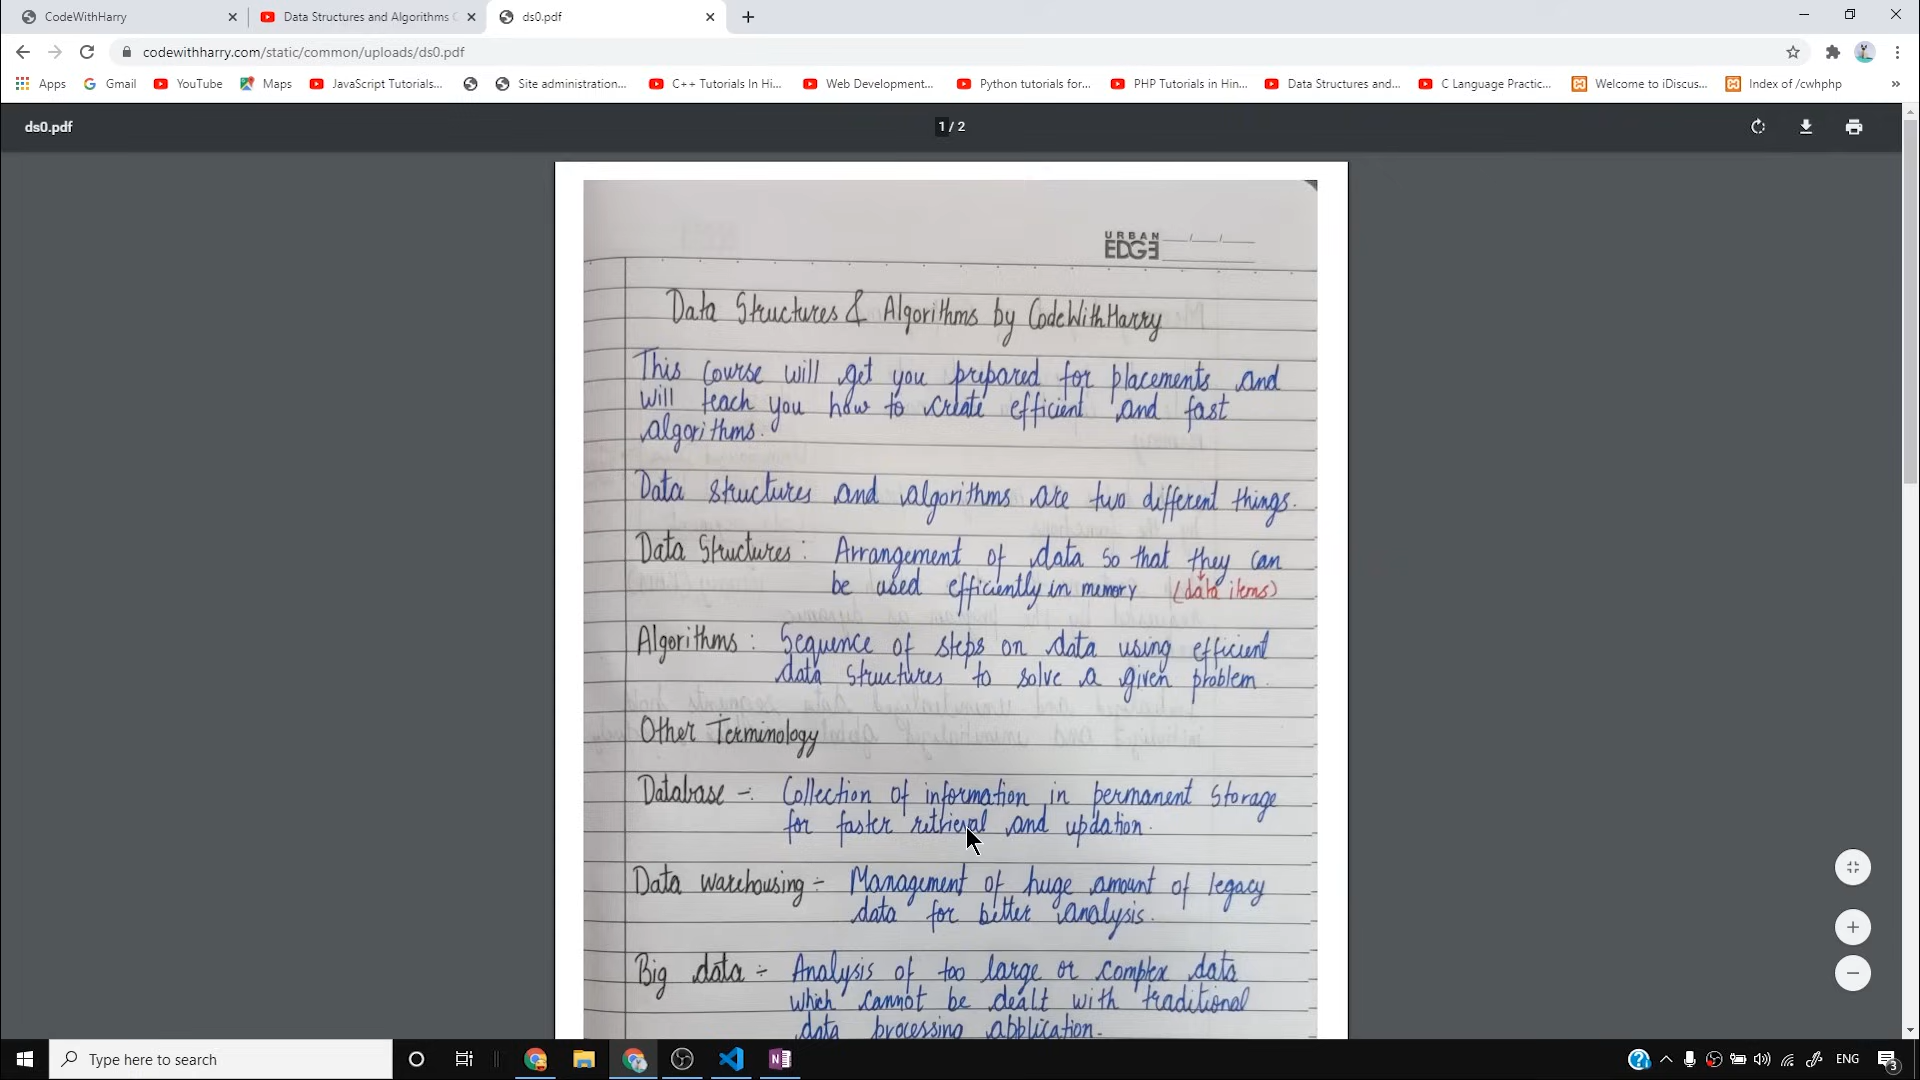 CodeWithHarry
Data Structures and Algorithms C
ds0.pdf
codewithharry.com/static/common/uploads/ds0.pdf
Apps
Gmail
YouTube
Maps
JavaScript Tutorials...
Site administration...
C++ Tutorials In Hi...
Web Development...
Python tutorials for...
PHP Tutorials in Hin...
Data Structures and...
C Language Practic...
Welcome to iDiscus...
Index of /cwhphp
»
ds0.pdf
1 / 2
URBAN
EDGE
Data Structures & Algorithms by CodeWithHarry
This course will get you prepared for placements and
will teach you how to create efficient and fast
algorithms.
Data structures and algorithms are two different things.
Data Structures : Arrangement of data so that they can
be used efficiently in memory (data items)
Algorithms : Sequence of steps on data using efficient
data structures to solve a given problem.
Other Terminology
Database -: Collection of information in permanent storage
for faster retrieval and updation.
Data warehousing ÷ Management of huge amount of legacy
data for better analysis.
Big data ÷ Analysis of too large or complex data
which cannot be dealt with traditional
data processing application.
Type here to search
ENG
3